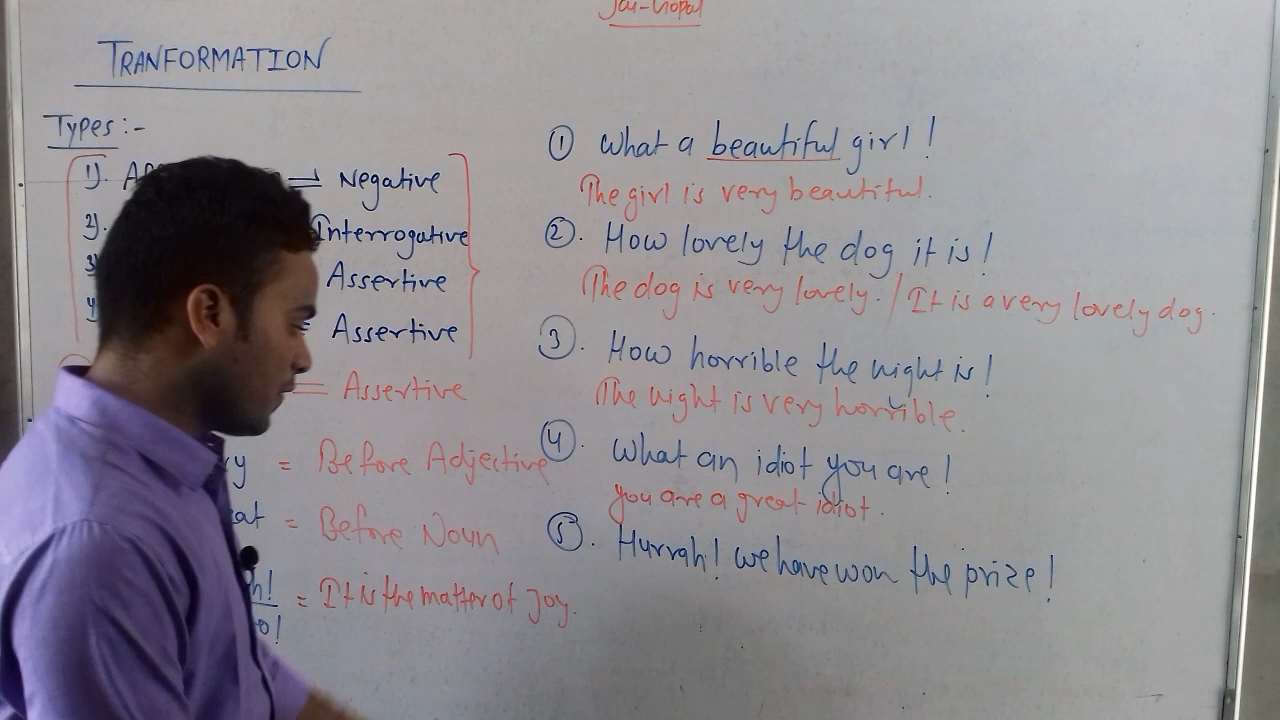 Jai-Gopal
TRANFORMATION
Types:-
1). ⇌ Negative
2). Interrogative
3) Assertive
4) = Assertive
= Assertive
ry = Before Adjective
at = Before Noun
h! = It is the matter of Joy.
o!
① What a beautiful girl!
The girl is very beautiful.
②. How lovely the dog it is!
The dog is very lovely. / It is a very lovely dog.
③. How horrible the night is!
The night is very horrible.
④. What an idiot you are!
you are a great idiot.
⑤. Hurrah! we have won the prize!